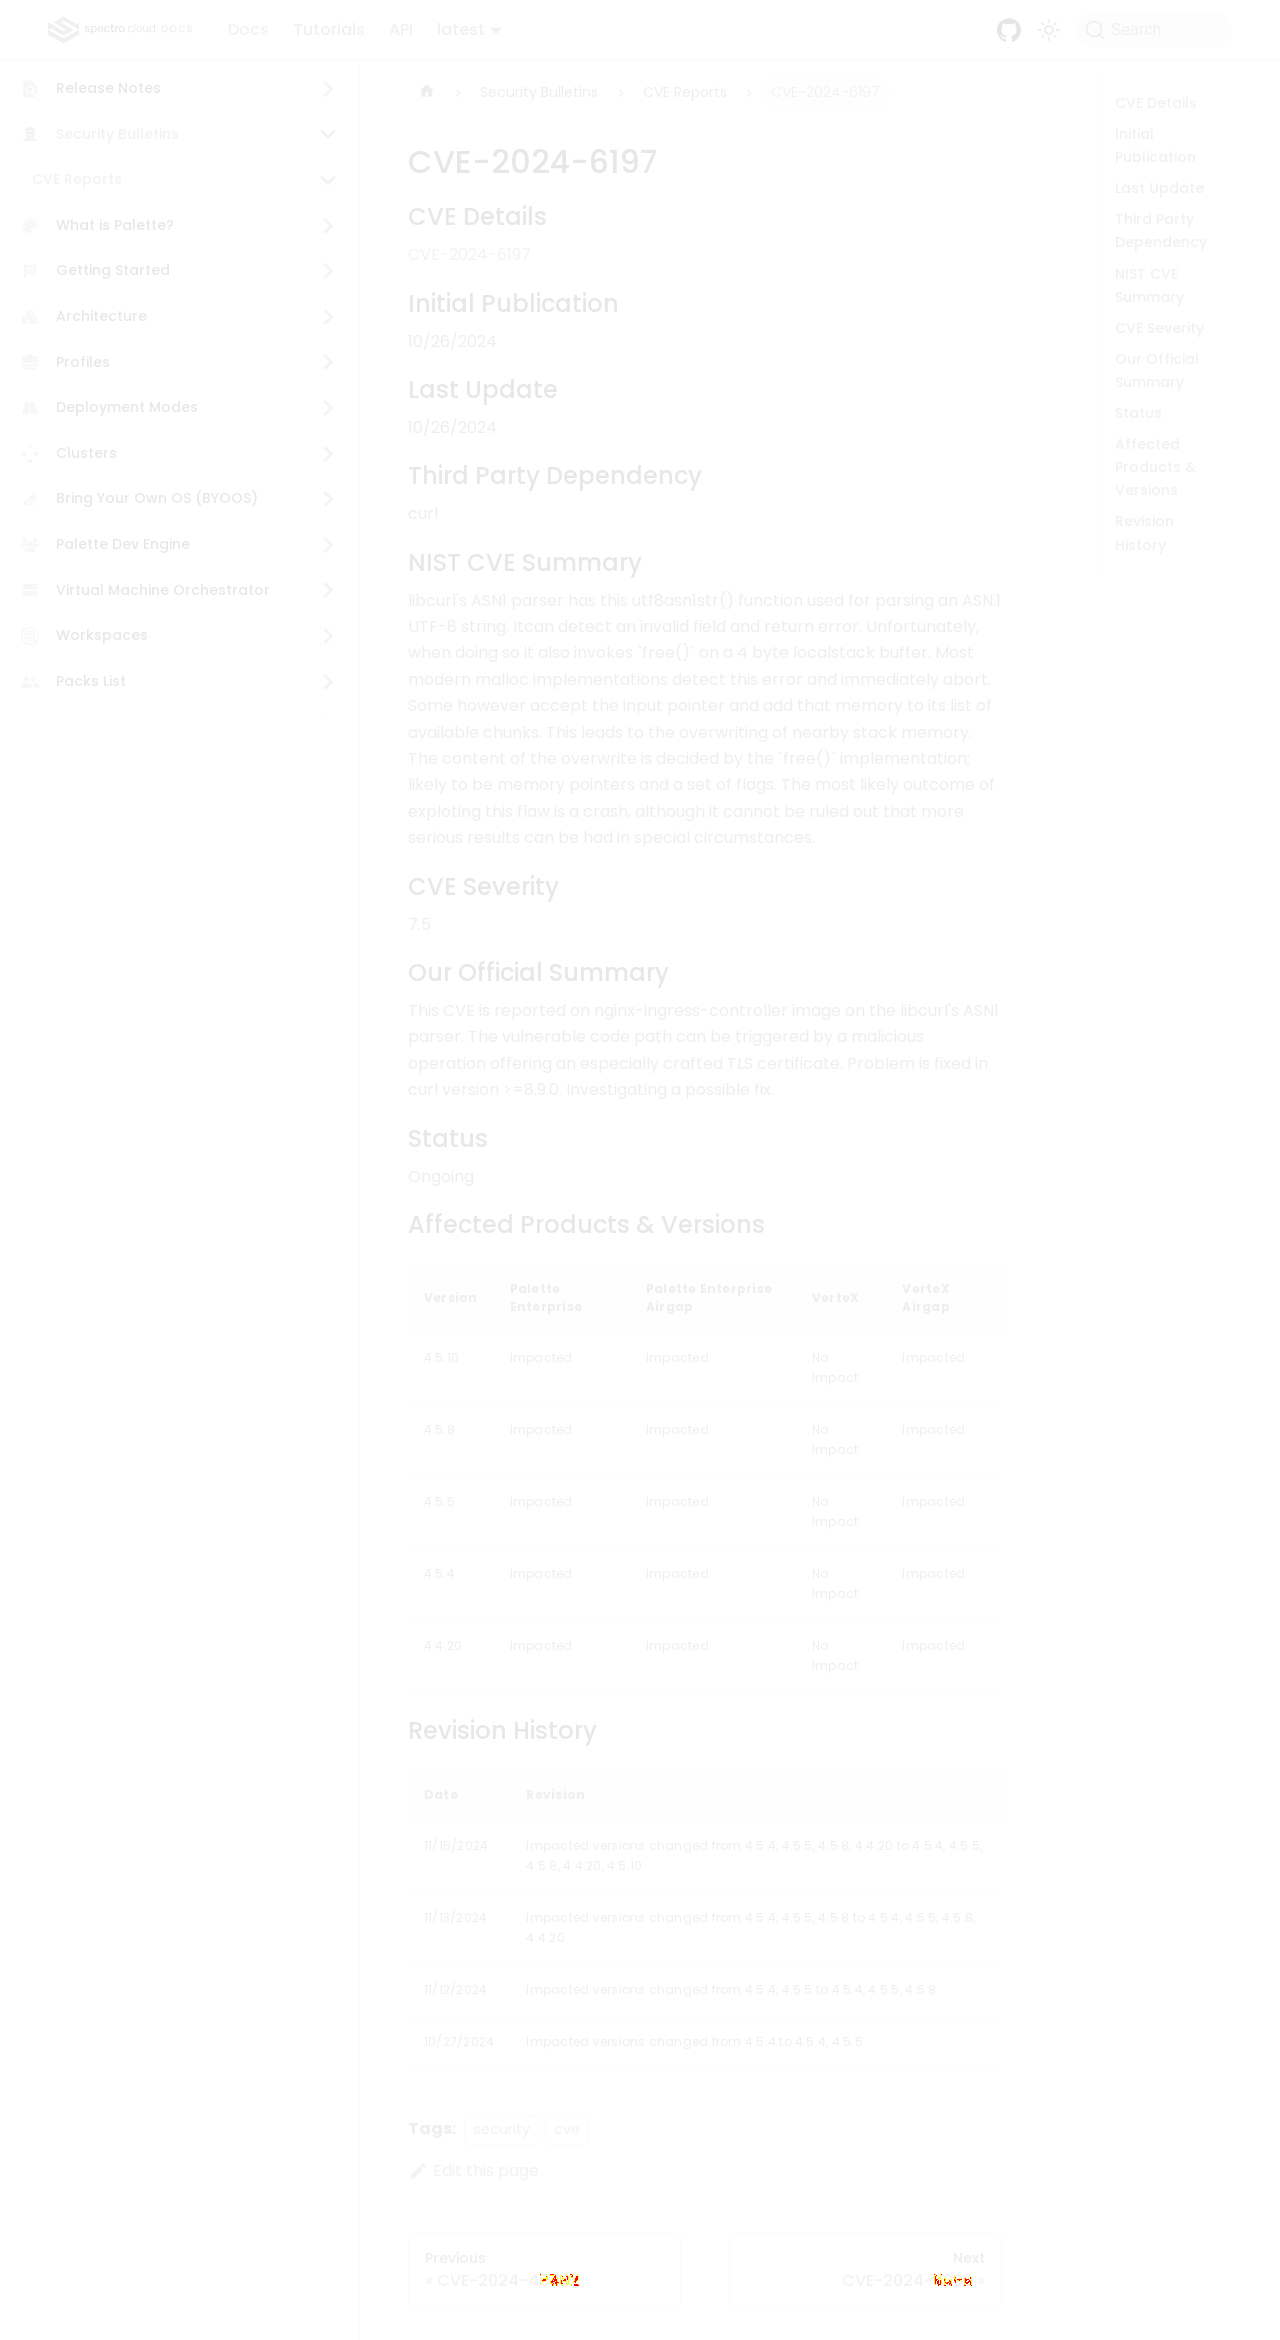 spectro cloud DOCS
Docs Tutorials API latest
Search
Release Notes
Security Bulletins
CVE Reports
What is Palette?
Getting Started
Architecture
Profiles
Deployment Modes
Clusters
Bring Your Own OS (BYOOS)
Palette Dev Engine
Virtual Machine Orchestrator
Workspaces
Packs List
Security Bulletins > CVE Reports > CVE-2024-6197
CVE-2024-6197
CVE Details
CVE-2024-6197
Initial Publication
10/26/2024
Last Update
10/26/2024
Third Party Dependency
curl
NIST CVE Summary
libcurl's ASN1 parser has this utf8asn1str() function used for parsing an ASN.1
UTF-8 string. Itcan detect an invalid field and return error. Unfortunately,
when doing so it also invokes `free()` on a 4 byte localstack buffer. Most
modern malloc implementations detect this error and immediately abort.
Some however accept the input pointer and add that memory to its list of
available chunks. This leads to the overwriting of nearby stack memory.
The content of the overwrite is decided by the `free()` implementation;
likely to be memory pointers and a set of flags. The most likely outcome of
exploting this flaw is a crash, although it cannot be ruled out that more
serious results can be had in special circumstances.
CVE Severity
7.5
Our Official Summary
This CVE is reported on nginx-ingress-controller image on the libcurl's ASN1
parser. The vulnerable code path can be triggered by a malicious
operation offering an especially crafted TLS certificate. Problem is fixed in
curl version >=8.9.0. Investigating a possible fix.
Status
Ongoing
Affected Products & Versions
Version Palette Enterprise Palette Enterprise Airgap VerteX VerteX Airgap
4.5.10 Impacted Impacted No Impact Impacted
4.5.8 Impacted Impacted No Impact Impacted
4.5.5 Impacted Impacted No Impact Impacted
4.5.4 Impacted Impacted No Impact Impacted
4.4.20 Impacted Impacted No Impact Impacted
Revision History
Date Revision
11/15/2024 Impacted versions changed from 4.5.4, 4.5.5, 4.5.8, 4.4.20 to 4.5.4, 4.5.5,
4.5.8, 4.4.20, 4.5.10
11/13/2024 Impacted versions changed from 4.5.4, 4.5.5, 4.5.8 to 4.5.4, 4.5.5, 4.5.8,
4.4.20
11/12/2024 Impacted versions changed from 4.5.4, 4.5.5 to 4.5.4, 4.5.5, 4.5.8
10/27/2024 Impacted versions changed from 4.5.4 to 4.5.4, 4.5.5
Tags: security cve
Edit this page
Previous
« CVE-2024-
Next
CVE-2024- »
CVE Details
Initial
Publication
Last Update
Third Party
Dependency
NIST CVE
Summary
CVE Severity
Our Official
Summary
Status
Affected
Products &
Versions
Revision
History